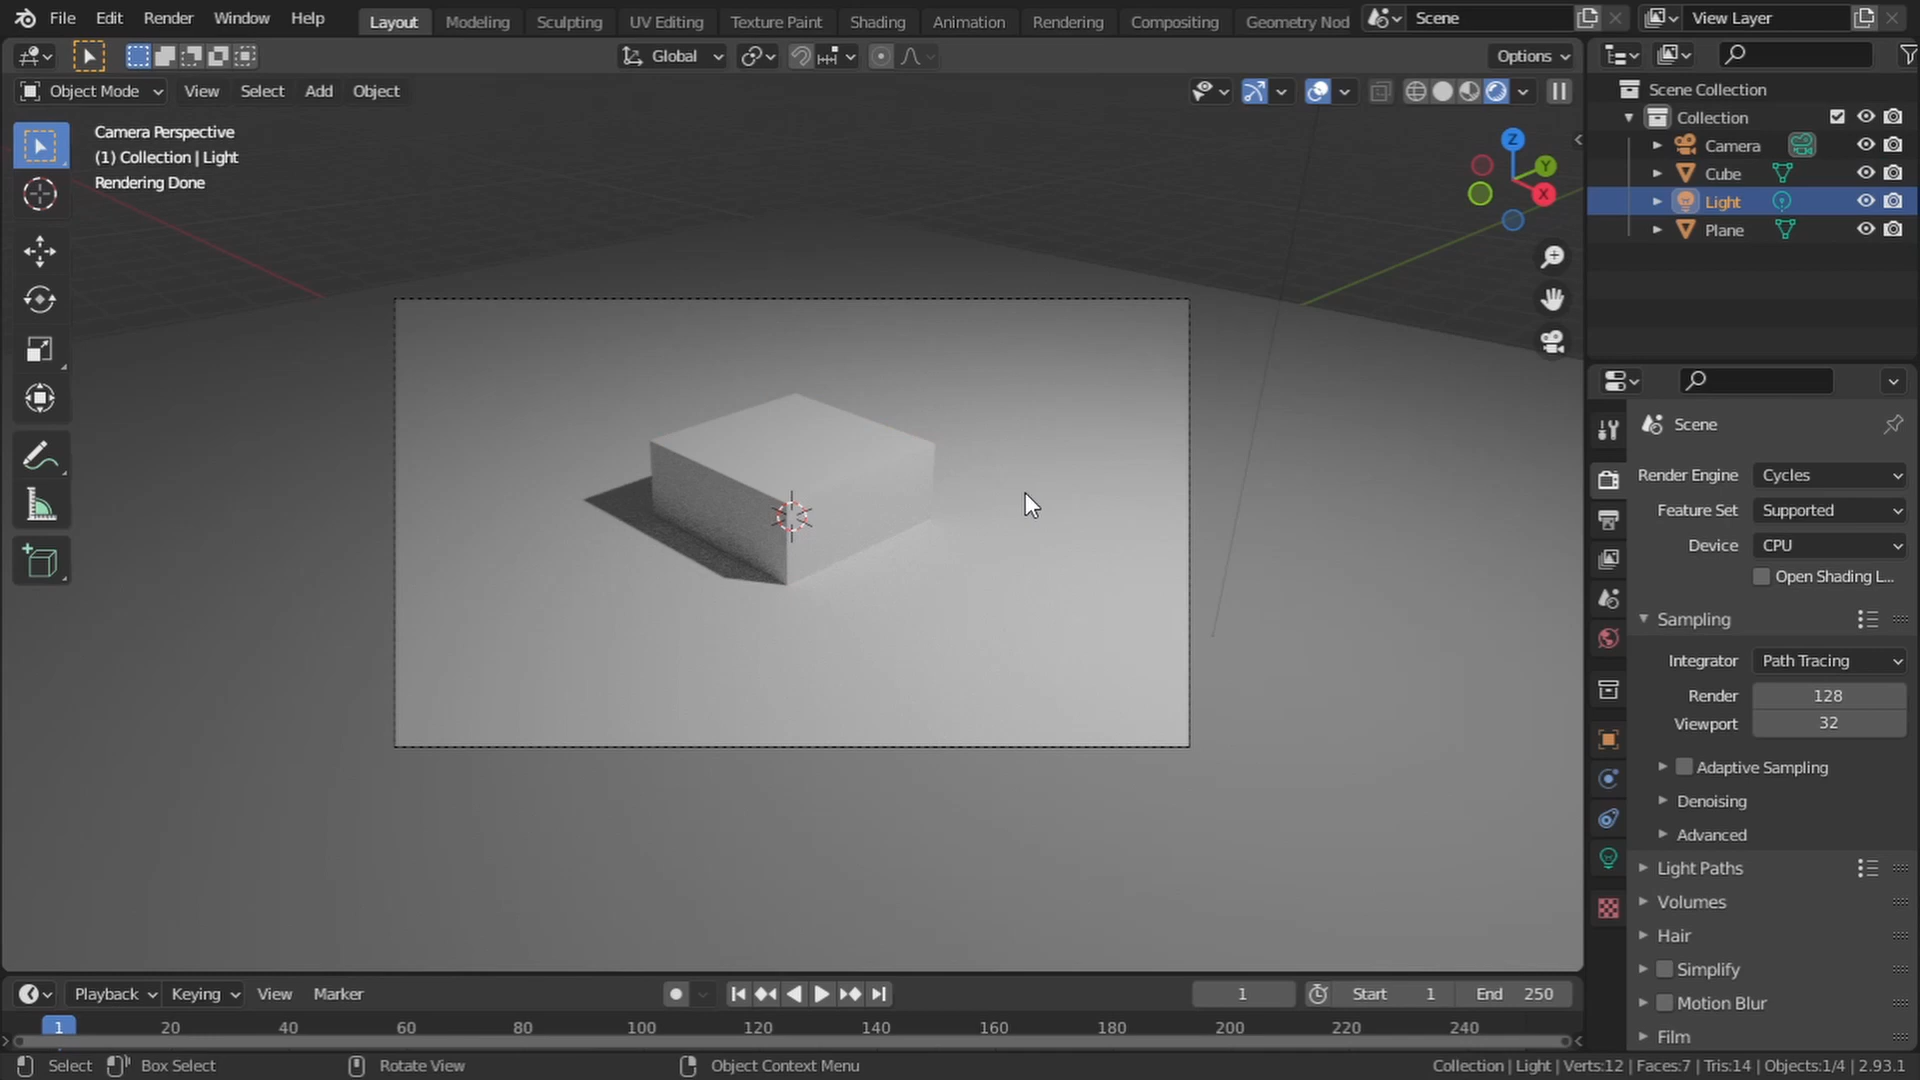 File Edit Render Window Help Layout Modeling Sculpting UV Editing Texture Paint Shading Animation Rendering Compositing Geometry Nod Scene View Layer
Global Options
Object Mode View Select Add Object
Camera Perspective
(1) Collection | Light
Rendering Done
Z
Y
X
Scene Collection
Collection
Camera
Cube
Light
Plane
Scene
Render Engine Cycles
Feature Set Supported
Device CPU
Open Shading L...
Sampling
Integrator Path Tracing
Render 128
Viewport 32
Adaptive Sampling
Denoising
Advanced
Light Paths
Volumes
Hair
Simplify
Motion Blur
Film
Playback Keying View Marker 1 Start 1 End 250
1 20 40 60 80 100 120 140 160 180 200 220 240
Select Box Select Rotate View Object Context Menu Collection | Light | Verts:12 | Faces:7 | Tris:14 | Objects:1/4 | 2.93.1